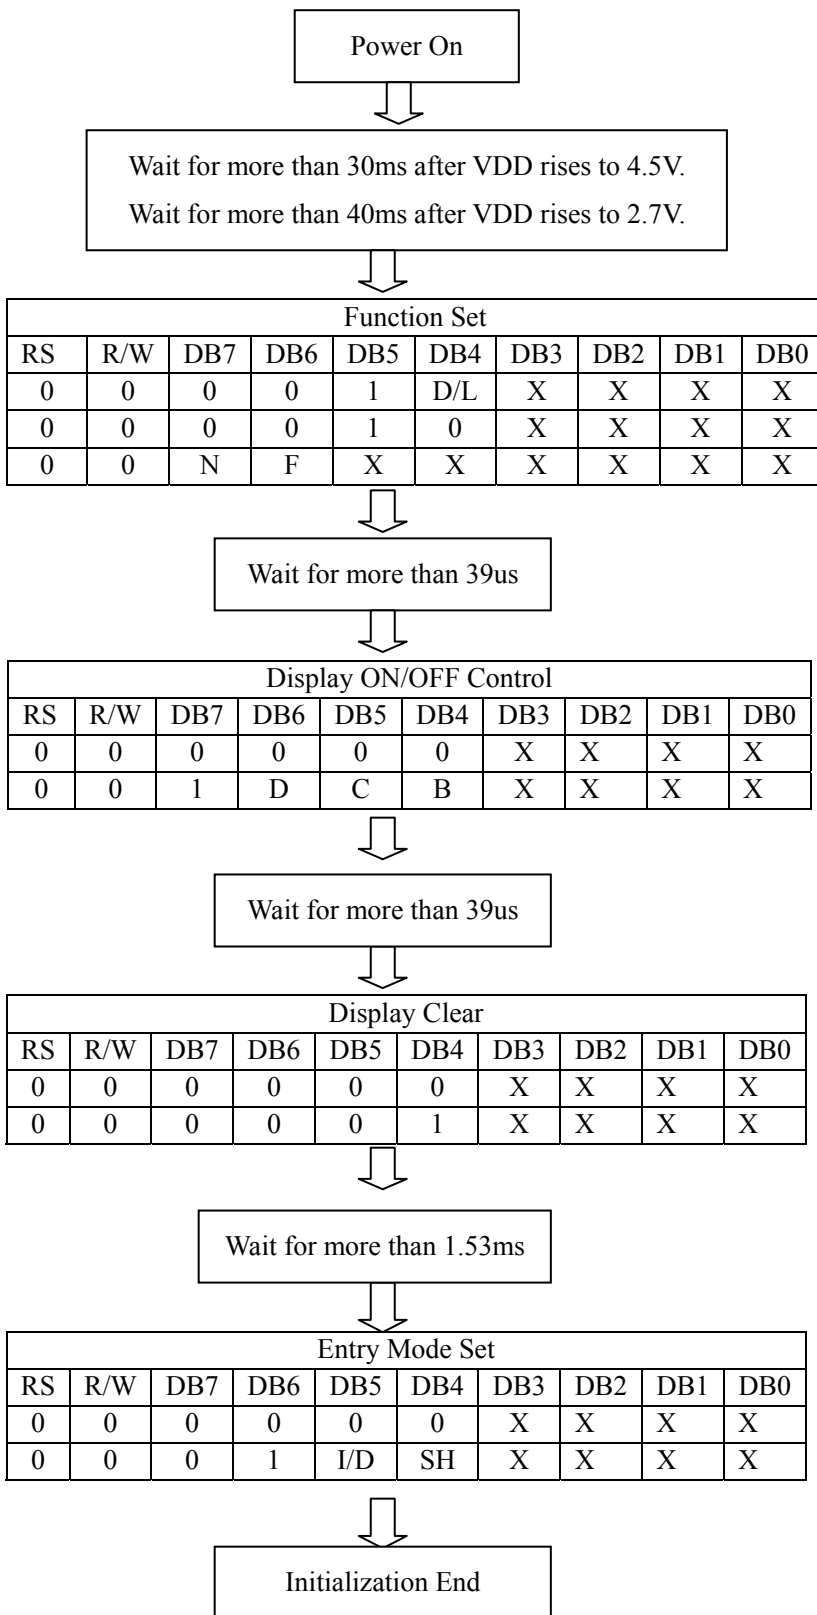 Power On
Wait for more than 30ms after VDD rises to 4.5V.
Wait for more than 40ms after VDD rises to 2.7V.
Function Set
RS R/W DB7 DB6 DB5 DB4 DB3 DB2 DB1 DB0
0 0 0 0 1 D/L X X X X
0 0 0 0 1 0 X X X X
0 0 N F X X X X X X
Wait for more than 39us
Display ON/OFF Control
RS R/W DB7 DB6 DB5 DB4 DB3 DB2 DB1 DB0
0 0 0 0 0 0 X X X X
0 0 1 D C B X X X X
Wait for more than 39us
Display Clear
RS R/W DB7 DB6 DB5 DB4 DB3 DB2 DB1 DB0
0 0 0 0 0 0 X X X X
0 0 0 0 0 1 X X X X
Wait for more than 1.53ms
Entry Mode Set
RS R/W DB7 DB6 DB5 DB4 DB3 DB2 DB1 DB0
0 0 0 0 0 0 X X X X
0 0 0 1 I/D SH X X X X
Initialization End